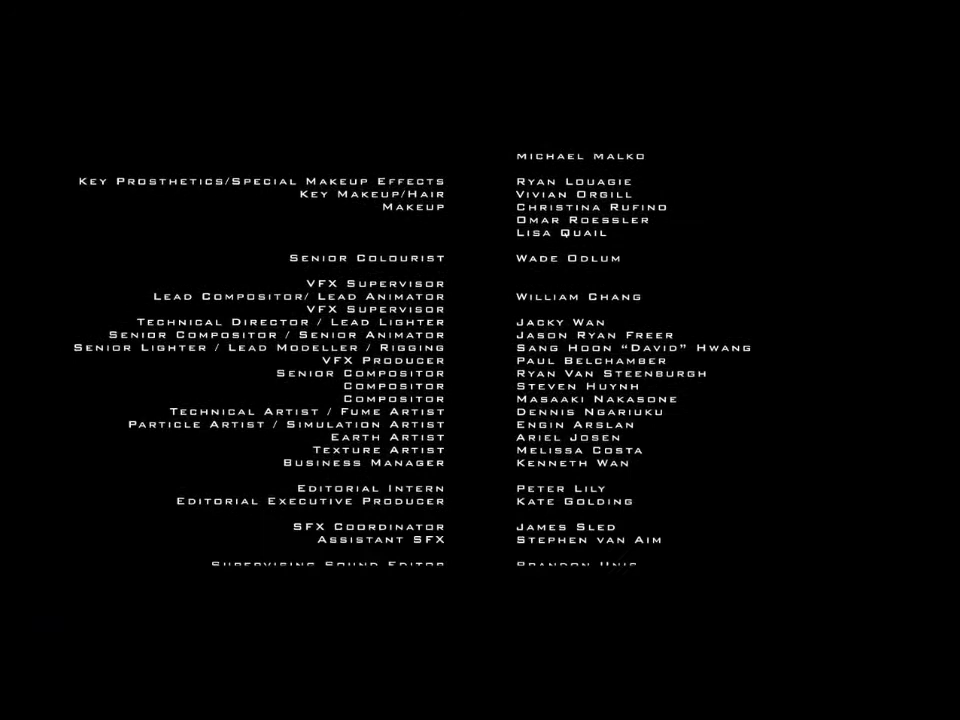 MICHAEL MALKO
KEY PROSTHETICS/SPECIAL MAKEUP EFFECTS RYAN LOUAGIE
KEY MAKEUP/HAIR VIVIAN ORGILL
MAKEUP CHRISTINA RUFINO
OMAR ROESSLER
LISA QUAIL
SENIOR COLOURIST WADE ODLUM
VFX SUPERVISOR
LEAD COMPOSITOR/ LEAD ANIMATOR WILLIAM CHANG
VFX SUPERVISOR
TECHNICAL DIRECTOR / LEAD LIGHTER JACKY WAN
SENIOR COMPOSITOR / SENIOR ANIMATOR JASON RYAN FREER
SENIOR LIGHTER / LEAD MODELLER / RIGGING SANG HOON “DAVID” HWANG
VFX PRODUCER PAUL BELCHAMBER
SENIOR COMPOSITOR RYAN VAN STEENBURGH
COMPOSITOR STEVEN HUYNH
COMPOSITOR MASAAKI NAKASONE
TECHNICAL ARTIST / FUME ARTIST DENNIS NGARIUKU
PARTICLE ARTIST / SIMULATION ARTIST ENGIN ARSLAN
EARTH ARTIST ARIEL JOSEN
TEXTURE ARTIST MELISSA COSTA
BUSINESS MANAGER KENNETH WAN
EDITORIAL INTERN PETER LILY
EDITORIAL EXECUTIVE PRODUCER KATE GOLDING
SFX COORDINATOR JAMES SLED
ASSISTANT SFX STEPHEN VAN AIM
SUPERVISING SOUND EDITOR BRANDON